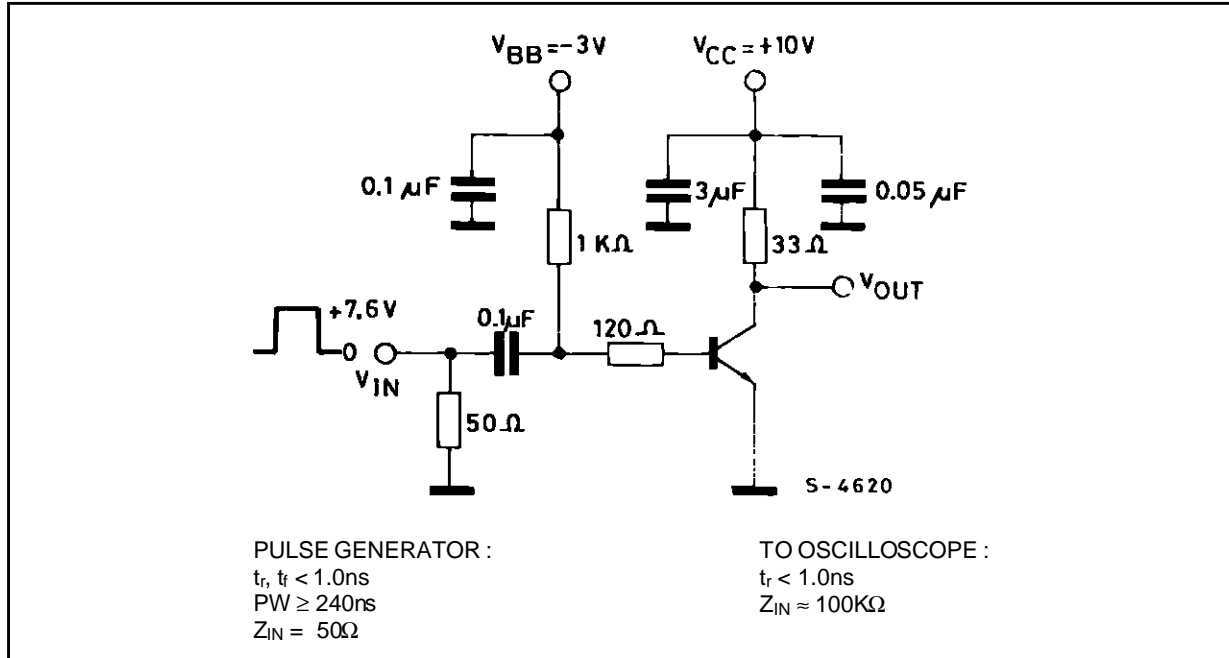 V_BB = -3V
V_CC = +10V
0.1 μF
3μF
0.05 μF
1 KΩ
33 Ω
V_OUT
+7.6V
0
0.1μF
120Ω
V_IN
50Ω
S-4620
PULSE GENERATOR :
t_r, t_f < 1.0ns
PW ≥ 240ns
Z_IN = 50Ω
TO OSCILLOSCOPE :
t_r < 1.0ns
Z_IN ≈ 100KΩ